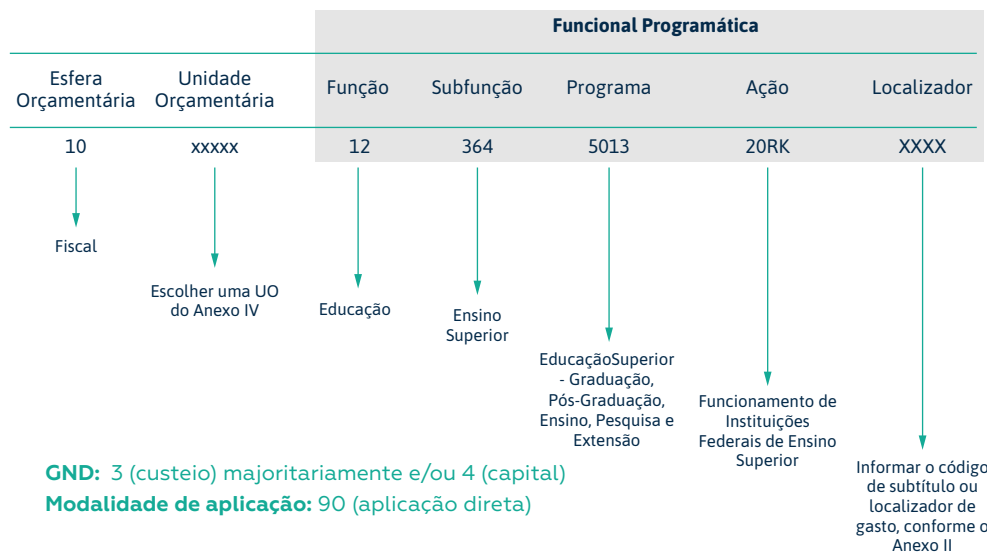 Funcional Programática
Esfera
Orçamentária
Unidade
Orçamentária
Função
Subfunção
Programa
Ação
Localizador
10
xxxxx
12
364
5013
20RK
XXXX
Fiscal
Escolher uma UO
do Anexo IV
Educação
Ensino
Superior
EducaçãoSuperior
- Graduação,
Pós-Graduação,
Ensino, Pesquisa e
Extensão
Funcionamento de
Instituições
Federais de Ensino
Superior
Informar o código
de subtítulo ou
localizador de
gasto, conforme o
Anexo II
GND: 3 (custeio) majoritariamente e/ou 4 (capital)
Modalidade de aplicação: 90 (aplicação direta)